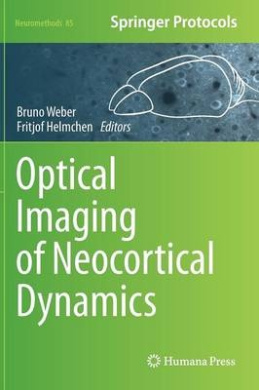 Neuromethods 85
Springer Protocols
Bruno Weber
Fritjof Helmchen Editors
Optical
Imaging
of Neocortical
Dynamics
Humana Press